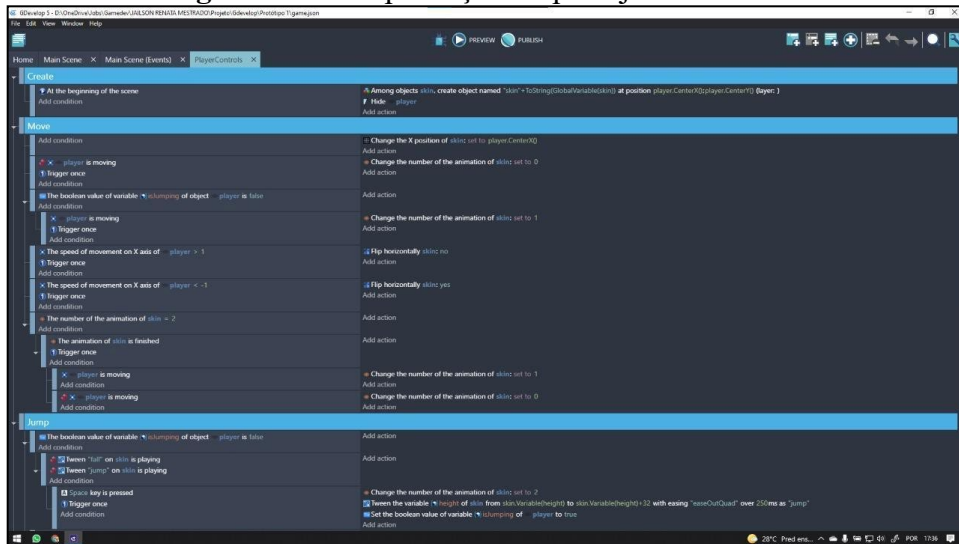 GDevelop 5 - D:\OneDrive\Jobs\Gamedev\JAILSON RENATA MESTRADO\Projeto\Gdevelop\Protótipo 1\game.json
File Edit View Window Help
PREVIEW PUBLISH
Home Main Scene × Main Scene (Events) × PlayerControls ×
Create
At the beginning of the scene
Add condition
Among objects skin, create object named "skin"+ToString(GlobalVariable(skin)) at position player.CenterX();player.CenterY() (layer: )
Hide player
Add action
Move
Add condition
Change the X position of skin: set to player.CenterX()
Add action
player is moving
Trigger once
Add condition
Change the number of the animation of skin: set to 0
Add action
The boolean value of variable isJumping of object player is false
Add condition
Add action
player is moving
Trigger once
Add condition
Change the number of the animation of skin: set to 1
Add action
The speed of movement on X axis of player > 1
Trigger once
Add condition
Flip horizontally skin: no
Add action
The speed of movement on X axis of player < -1
Trigger once
Add condition
Flip horizontally skin: yes
Add action
The number of the animation of skin = 2
Add condition
Add action
The animation of skin is finished
Trigger once
Add condition
Add action
player is moving
Add condition
Change the number of the animation of skin: set to 1
Add action
player is moving
Add condition
Change the number of the animation of skin: set to 0
Add action
Jump
The boolean value of variable isJumping of object player is false
Add condition
Add action
Tween "fall" on skin is playing
Tween "jump" on skin is playing
Add condition
Add action
Space key is pressed
Trigger once
Add condition
Change the number of the animation of skin: set to 2
Tween the variable height of skin from skin.Variable(height) to skin.Variable(height)+32 with easing "easeOutQuad" over 250ms as "jump"
Set the boolean value of variable isJumping of player to true
Add action
28°C Pred ens... POR 17:36